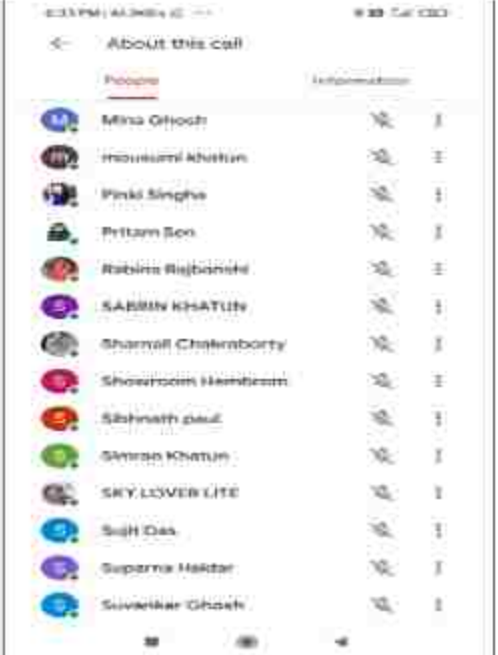 About this call
People
Information
Mina Ghosh
mousumi khatun
Pinki Singha
Pritam Sen
Rabina Rajbanshi
SABRIN KHATUN
Sharnali Chakraborty
Showroom Hembrom
Sibhnath paul
Simran Khatun
SKY LOVER LITE
Sujit Das
Suparna Haldar
Suvankar Ghosh